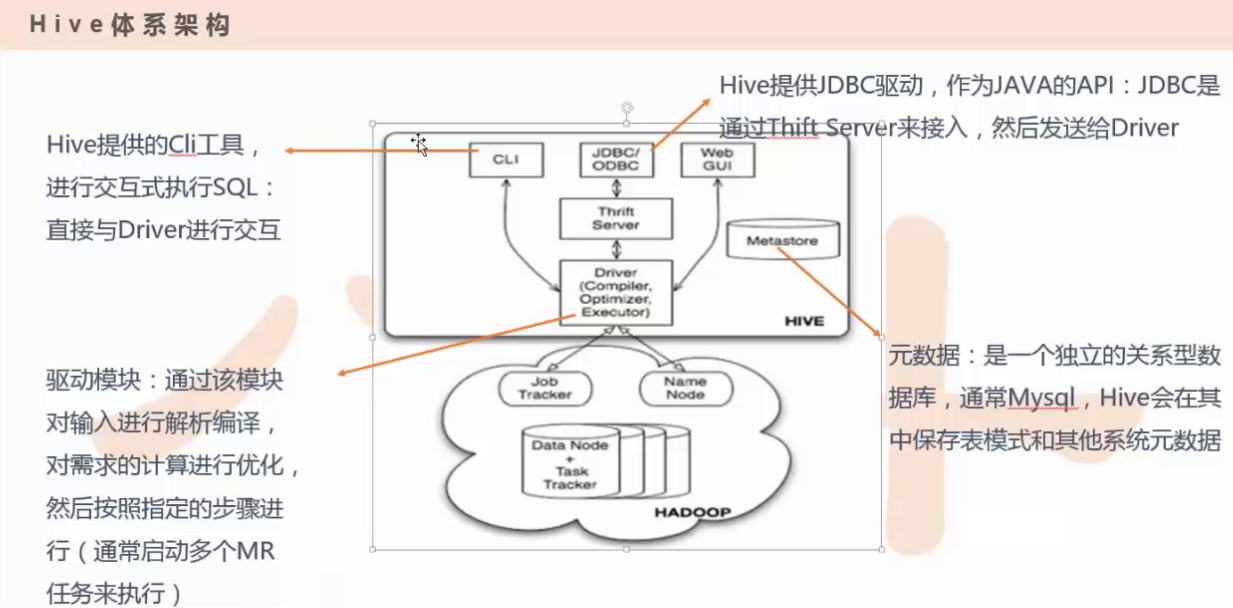 Hive体系架构
Hive提供JDBC驱动，作为JAVA的API：JDBC是
通过Thift Server来接入，然后发送给Driver
Hive提供的Cli工具，
进行交互式执行SQL：
直接与Driver进行交互
CLI
JDBC/
ODBC
Web
GUI
Thrift
Server
Metastore
Driver
(Compiler,
Optimizer,
Executor)
HIVE
驱动模块：通过该模块
对输入进行解析编译，
对需求的计算进行优化，
然后按照指定的步骤进
行（通常启动多个MR
任务来执行）
元数据：是一个独立的关系型数
据库，通常Mysql，Hive会在其
中保存表模式和其他系统元数据
Job
Tracker
Name
Node
Data Node
+
Task
Tracker
HADOOP